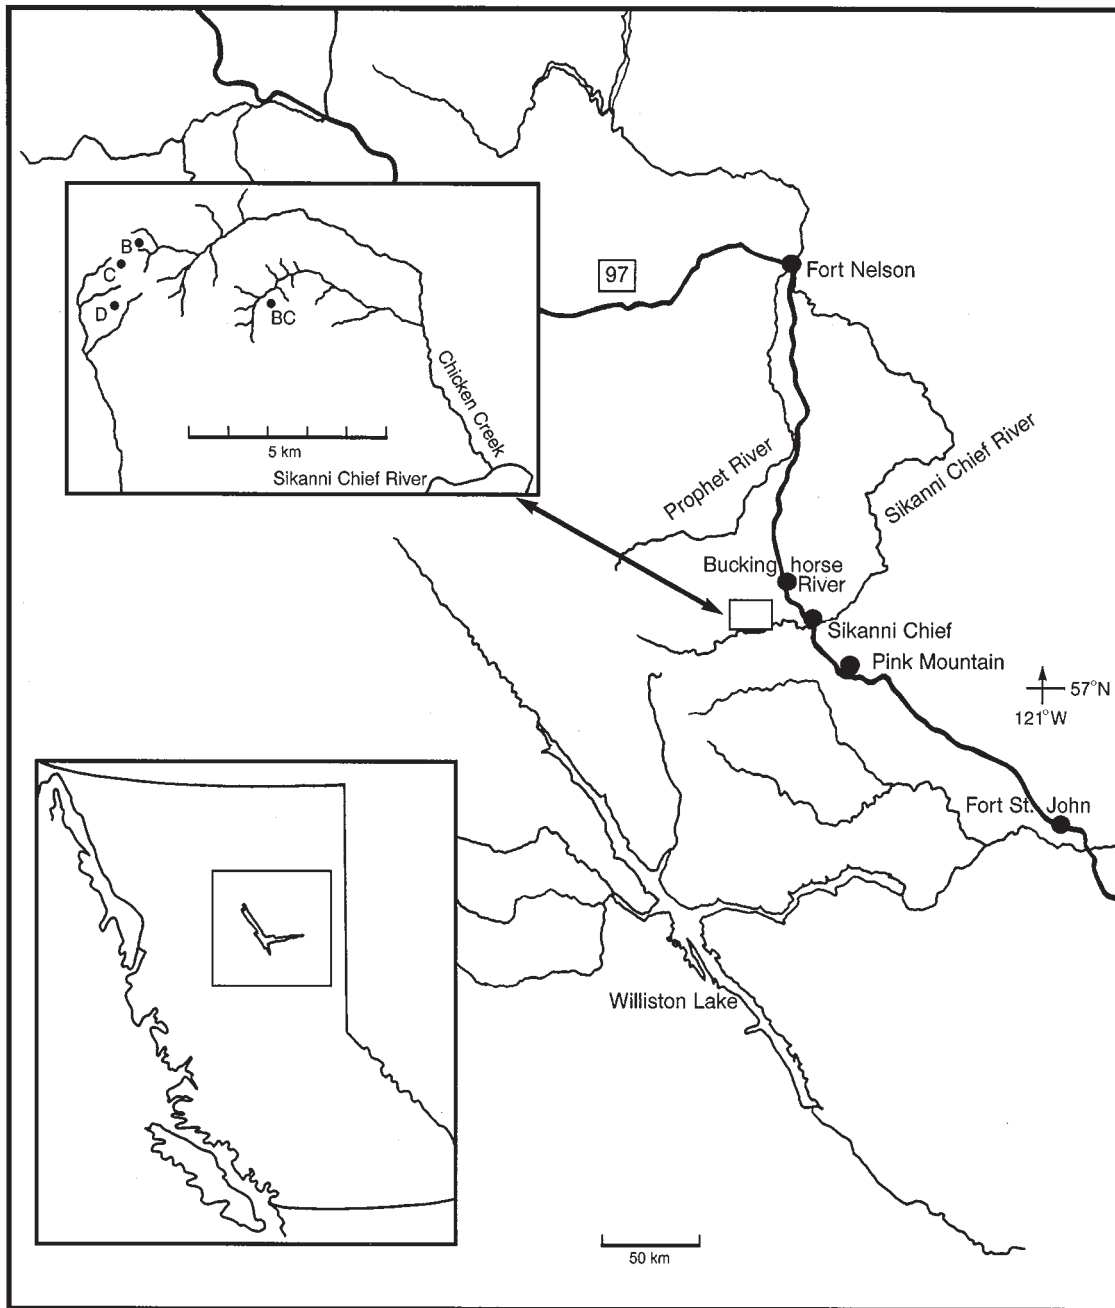 97
Fort Nelson
B
C
D
BC
Chicken Creek
5 km
Sikanni Chief River
Prophet River
Sikanni Chief River
Bucking horse
River
Sikanni Chief
Pink Mountain
57°N
121°W
Fort St. John
Williston Lake
50 km